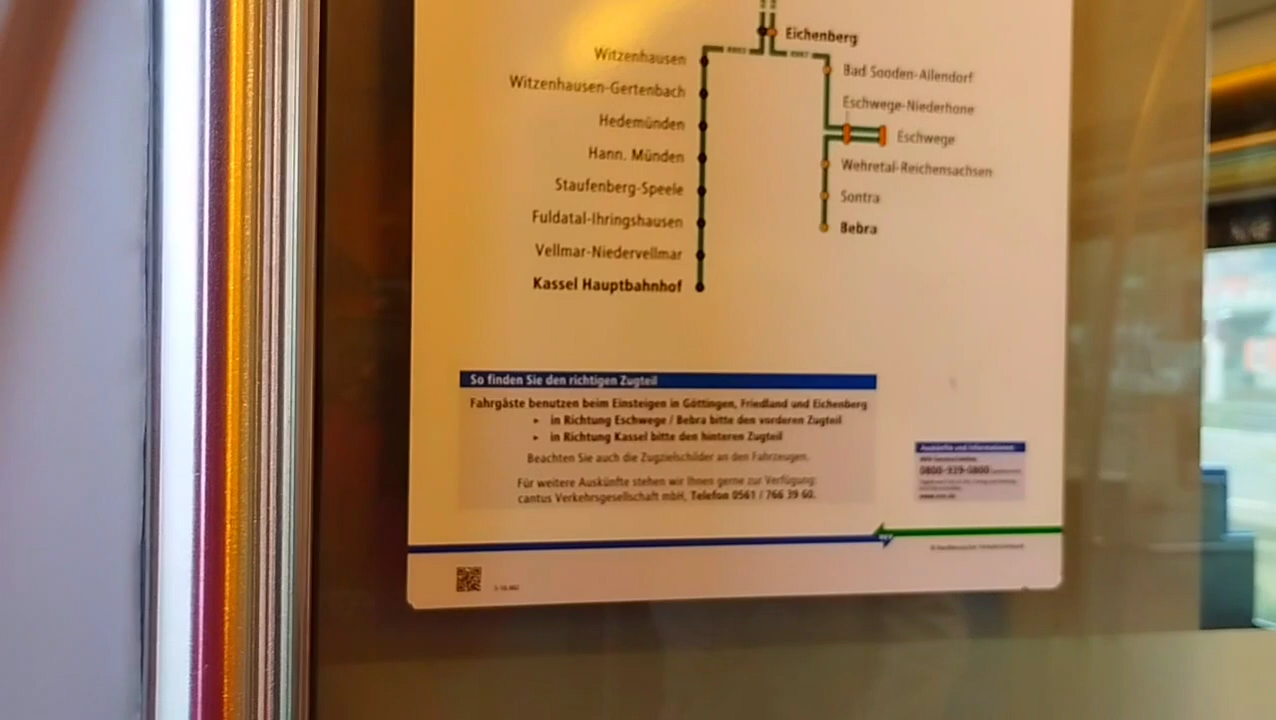 Eichenberg
Witzenhausen
Bad Sooden-Allendorf
Witzenhausen-Gertenbach
Eschwege-Niederhone
Hedemünden
Eschwege
Hann. Münden
Wehretal-Reichensachsen
Staufenberg-Speele
Sontra
Fuldatal-Ihringshausen
Bebra
Vellmar-Niedervellmar
Kassel Hauptbahnhof
So finden Sie den richtigen Zugteil
Fahrgäste benutzen beim Einsteigen in Göttingen, Friedland und Eichenberg
▸ in Richtung Eschwege / Bebra bitte den vorderen Zugteil
▸ in Richtung Kassel bitte den hinteren Zugteil
Beachten Sie auch die Zugzielschilder an den Fahrzeugen.
Für weitere Auskünfte stehen wir Ihnen gerne zur Verfügung:
cantus Verkehrsgesellschaft mbH, Telefon 0561 / 766 39 60.
Auskünfte und Informationen
0800-939-0800